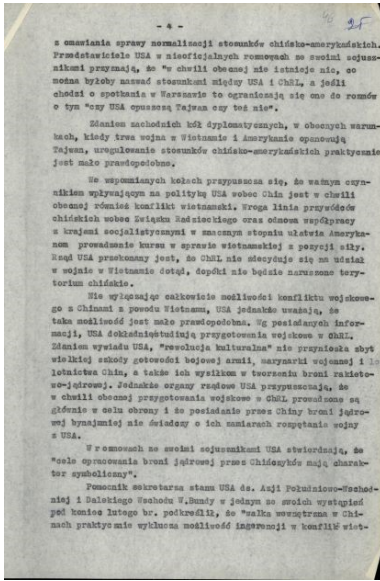 - 4 -
25
z omawiania sprawy normalizacji stosunków chińsko-amerykańskich.
Przedstawiciele USA w nieoficjalnych rozmowach ze swoimi sojusz-
nikami przyznają, że "w chwili obecnej nie istnieje nic, co
można byłoby nazwać stosunkami między USA i ChRL, a jeśli
chodzi o spotkania w Warszawie to ograniczają się one do rozmów
o tym "czy USA opuszczą Tajwan czy też nie".
Zdaniem zachodnich kół dyplomatycznych, w obecnych warun-
kach, kiedy trwa wojna w Wietnamie i Amerykanie opanowują
Tajwan, uregulowanie stosunków chińsko-amerykańskich praktycznie
jest mało prawdopodobne.
We wspomnianych kołach przypuszcza się, że ważnym czyn-
nikiem wpływającym na politykę USA wobec Chin jest w chwili
obecnej również konflikt wietnamski. Wroga linia przywódców
chińskich wobec Związku Radzieckiego oraz odmowa współpracy
z krajami socjalistycznymi w znacznym stopniu ułatwia Ameryka-
nom prowadzenie kursu w sprawie wietnamskiej z pozycji siły.
Rząd USA przekonany jest, że ChRL nie zdecyduje się na udział
w wojnie w Wietnamie dotąd, dopóki nie będzie naruszone tery-
torium chińskie.
Nie wyłączając całkowicie możliwości konfliktu wojskowe-
go z Chinami z powodu Wietnamu, USA jednakże uważają, że
taka możliwość jest mało prawdopodobna. Wg posiadanych infor-
macji, USA dokładnie studiują przygotowania wojskowe w ChRL.
Zdaniem wywiadu USA, "rewolucja kulturalna" nie przyniosła zbyt
wielkiej szkody gotowości bojowej armii, marynarki wojennej i
lotnictwa Chin, a także ich wysiłkom w tworzeniu broni rakieto-
wo-jądrowej. Jednakże organy rządowe USA przypuszczają, że
w chwili obecnej przygotowania wojskowe w ChRL prowadzone są
głównie w celu obrony i że posiadanie przez Chiny broni jądro-
wej bynajmniej nie świadczy o ich zamiarach rozpętania wojny
z USA.
W rozmowach ze swoimi sojusznikami USA stwierdzają, że
"cele opracowania broni jądrowej przez Chińczyków mają charak-
ter symboliczny".
Pomocnik sekretarza stanu USA ds. Azji Południowo-Wschod-
niej i Dalekiego Wschodu W.Bundy w jednym ze swoich wystąpień
pod koniec lutego br. podkreślił, że "walka wewnętrzna w Chi-
nach praktycznie wyklucza możliwość ingerencji w konflikt wiet-